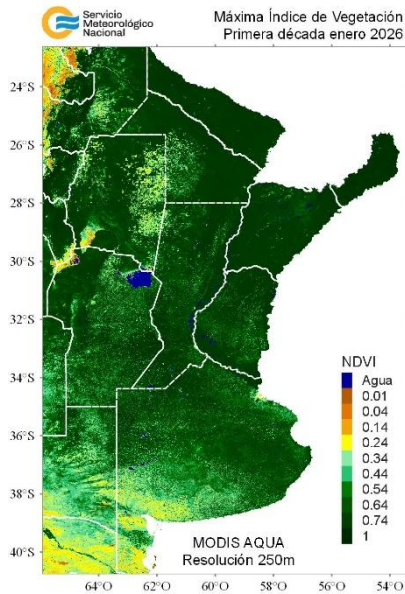 Servicio
Meteorológico
Nacional
Máxima Índice de Vegetación
Primera década enero 2026
24°S
26°S
28°S
30°S
32°S
34°S
36°S
38°S
40°S
NDVI
Agua
0.01
0.04
0.14
0.24
0.34
0.44
0.54
0.64
0.74
1
MODIS AQUA
Resolución 250m
64°O
62°O
60°O
58°O
56°O
54°O